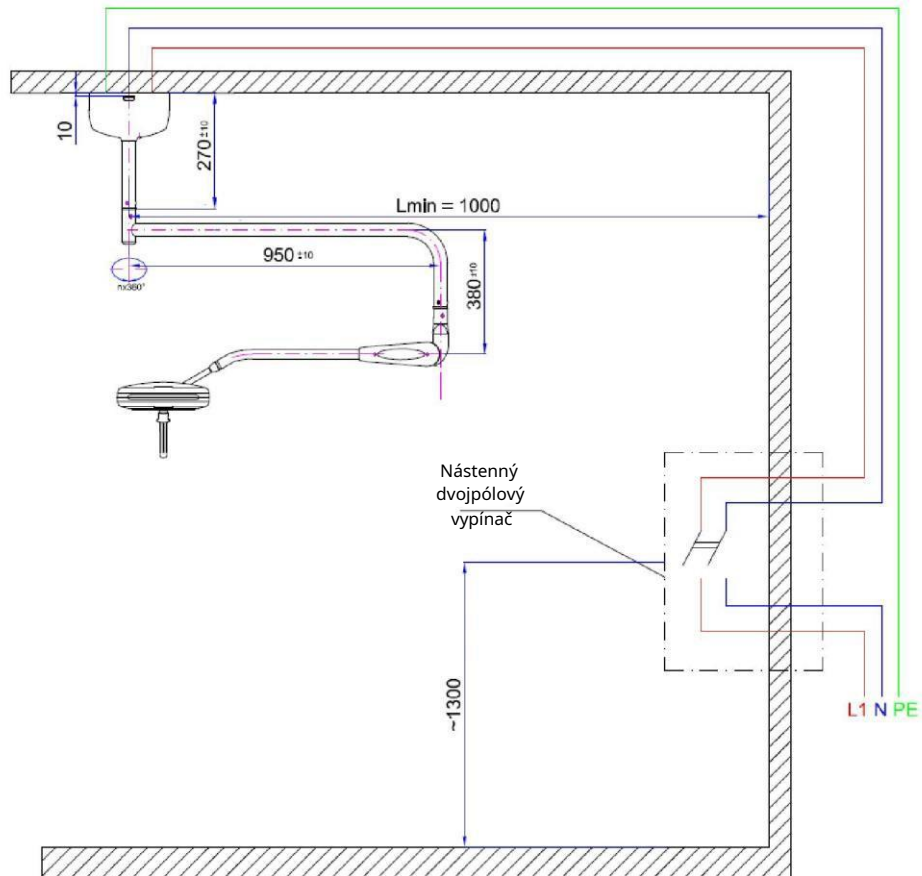 10
270±10
Lmin = 1000
950±10
380±10
nx360°
Nástenný
dvojpólový
vypínač
~1300
L1 N PE